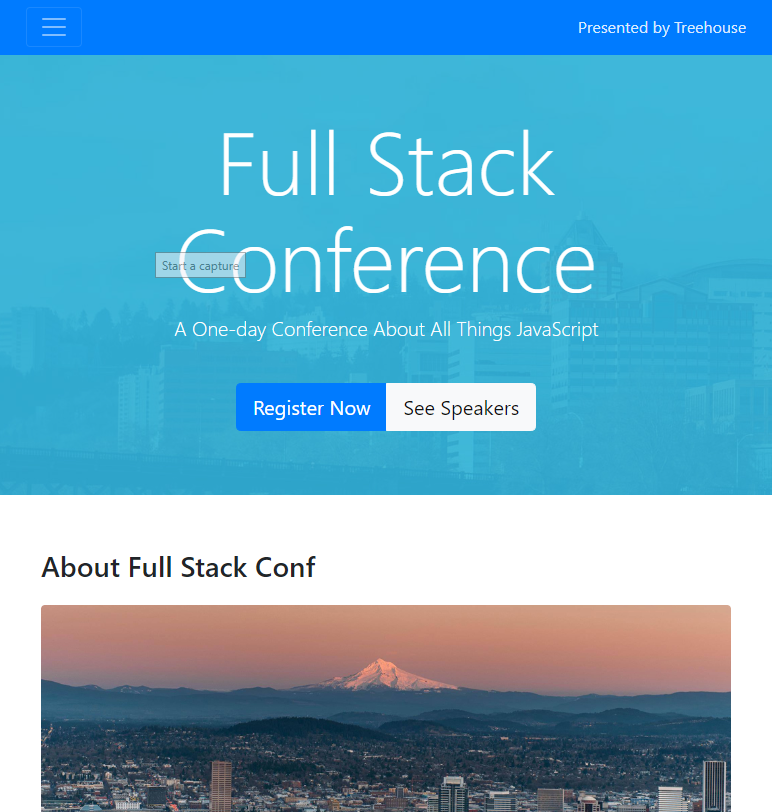 Presented by Treehouse
Full Stack
Conference
Start a capture
A One-day Conference About All Things JavaScript
Register Now
See Speakers
About Full Stack Conf